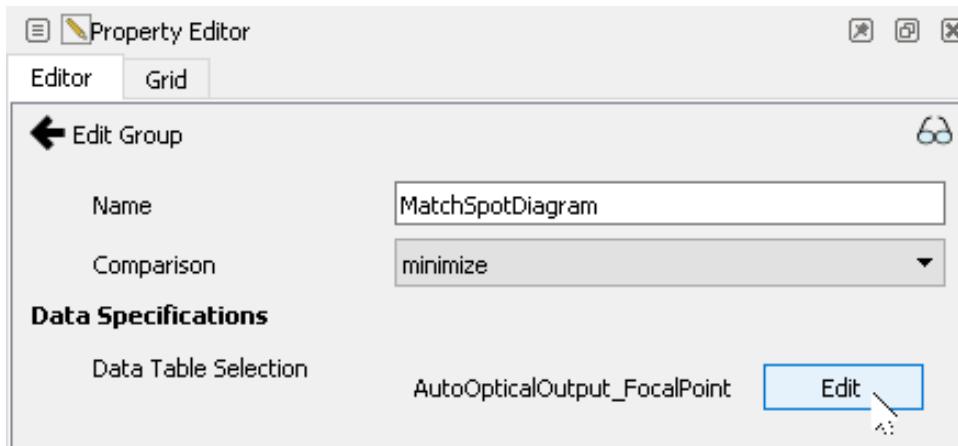 Property Editor
Editor Grid
Edit Group
Name MatchSpotDiagram
Comparison minimize
Data Specifications
Data Table Selection
AutoOpticalOutput_FocalPoint Edit